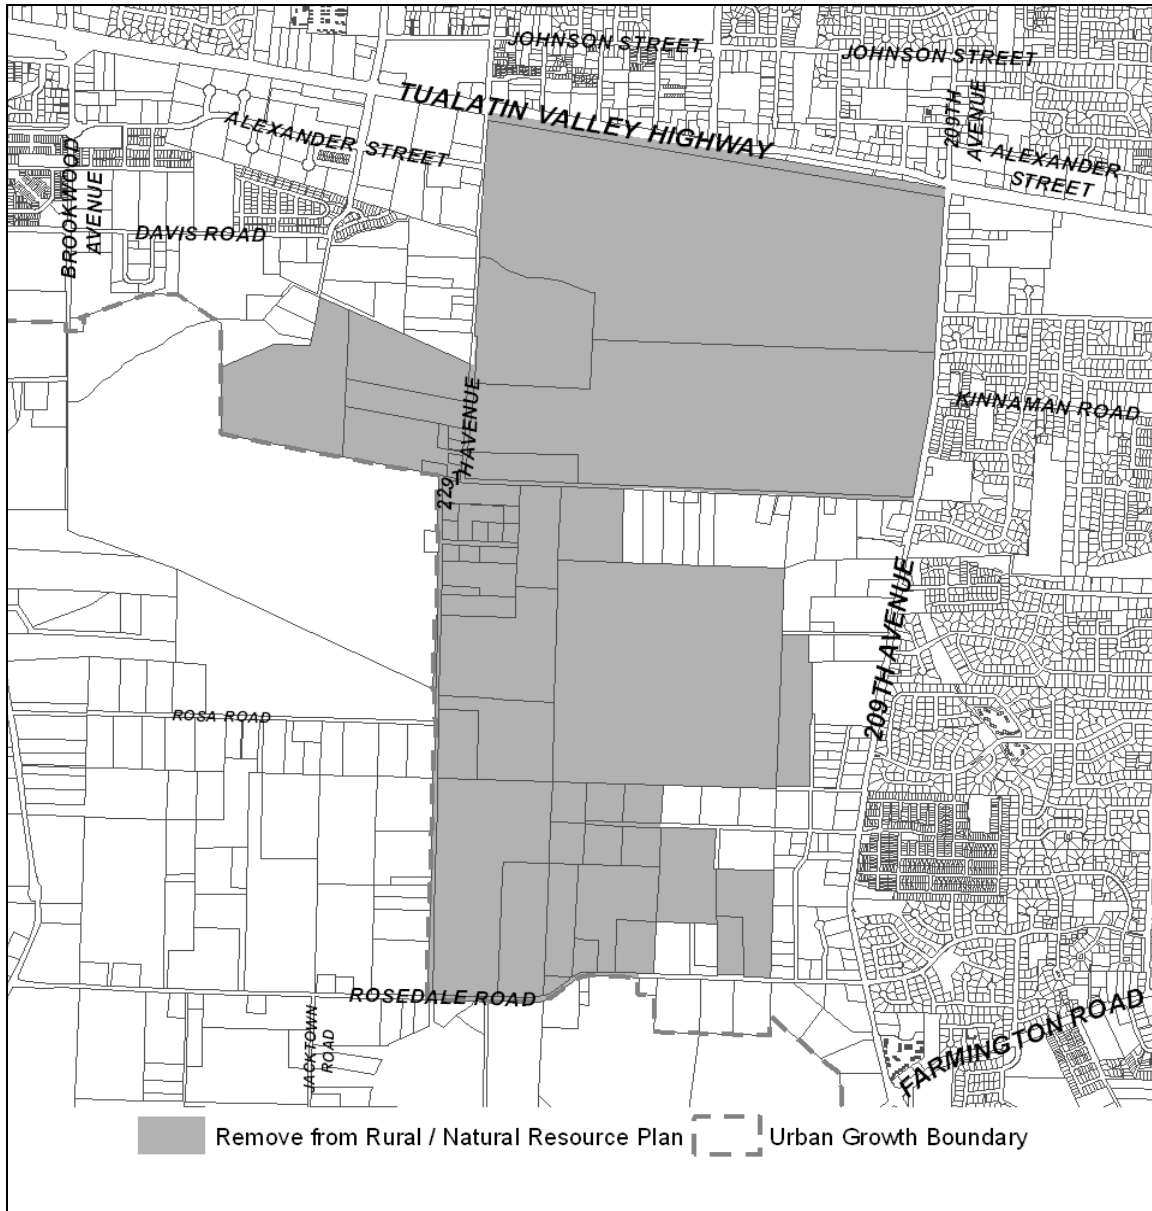 JOHNSON STREET
JOHNSON STREET
TUALATIN VALLEY HIGHWAY
209TH
AVENUE
ALEXANDER STREET
ALEXANDER
STREET
BROOKWOOD
AVENUE
DAVIS ROAD
229TH AVENUE
KINNAMAN ROAD
209TH AVENUE
ROSA ROAD
ROSEDALE ROAD
JACKTOWN
ROAD
FARMINGTON ROAD
Remove from Rural / Natural Resource Plan
Urban Growth Boundary